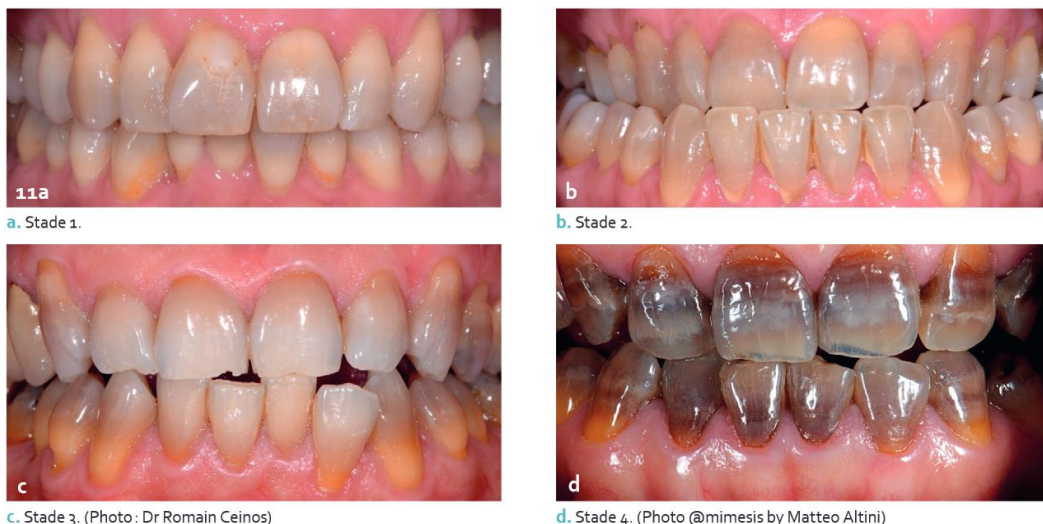 11a
b
a. Stade 1.
b. Stade 2.
c
d
c. Stade 3. (Photo : Dr Romain Ceinos)
d. Stade 4. (Photo @mimesis by Matteo Altini)